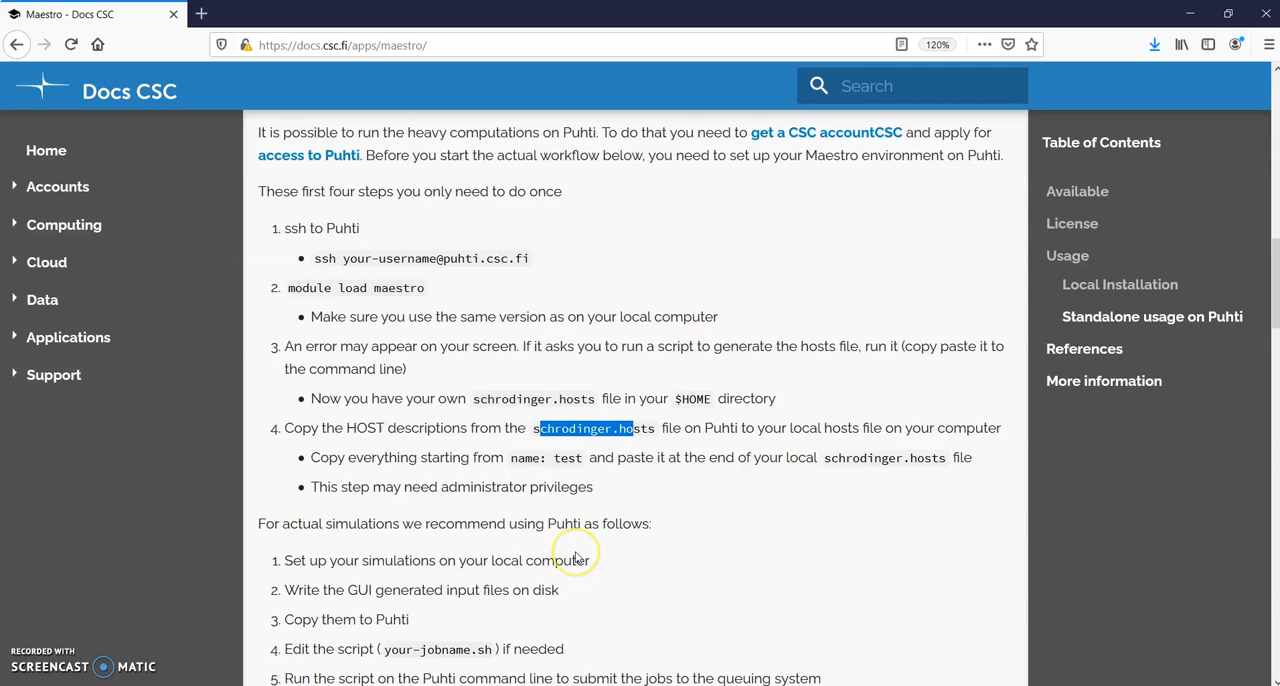 Maestro - Docs CSC
https://docs.csc.fi/apps/maestro/
120%
Docs CSC
Search
Home
Accounts
Computing
Cloud
Data
Applications
Support
It is possible to run the heavy computations on Puhti. To do that you need to get a CSC accountCSC and apply for
access to Puhti. Before you start the actual workflow below, you need to set up your Maestro environment on Puhti.
These first four steps you only need to do once
1. ssh to Puhti
• ssh your-username@puhti.csc.fi
2. module load maestro
• Make sure you use the same version as on your local computer
3. An error may appear on your screen. If it asks you to run a script to generate the hosts file, run it (copy paste it to
the command line)
• Now you have your own schrodinger.hosts file in your $HOME directory
4. Copy the HOST descriptions from the schrodinger.hosts file on Puhti to your local hosts file on your computer
• Copy everything starting from name: test and paste it at the end of your local schrodinger.hosts file
• This step may need administrator privileges
For actual simulations we recommend using Puhti as follows:
1. Set up your simulations on your local computer
2. Write the GUI generated input files on disk
3. Copy them to Puhti
4. Edit the script ( your-jobname.sh ) if needed
5. Run the script on the Puhti command line to submit the jobs to the queuing system
Table of Contents
Available
License
Usage
Local Installation
Standalone usage on Puhti
References
More information
RECORDED WITH
SCREENCAST MATIC